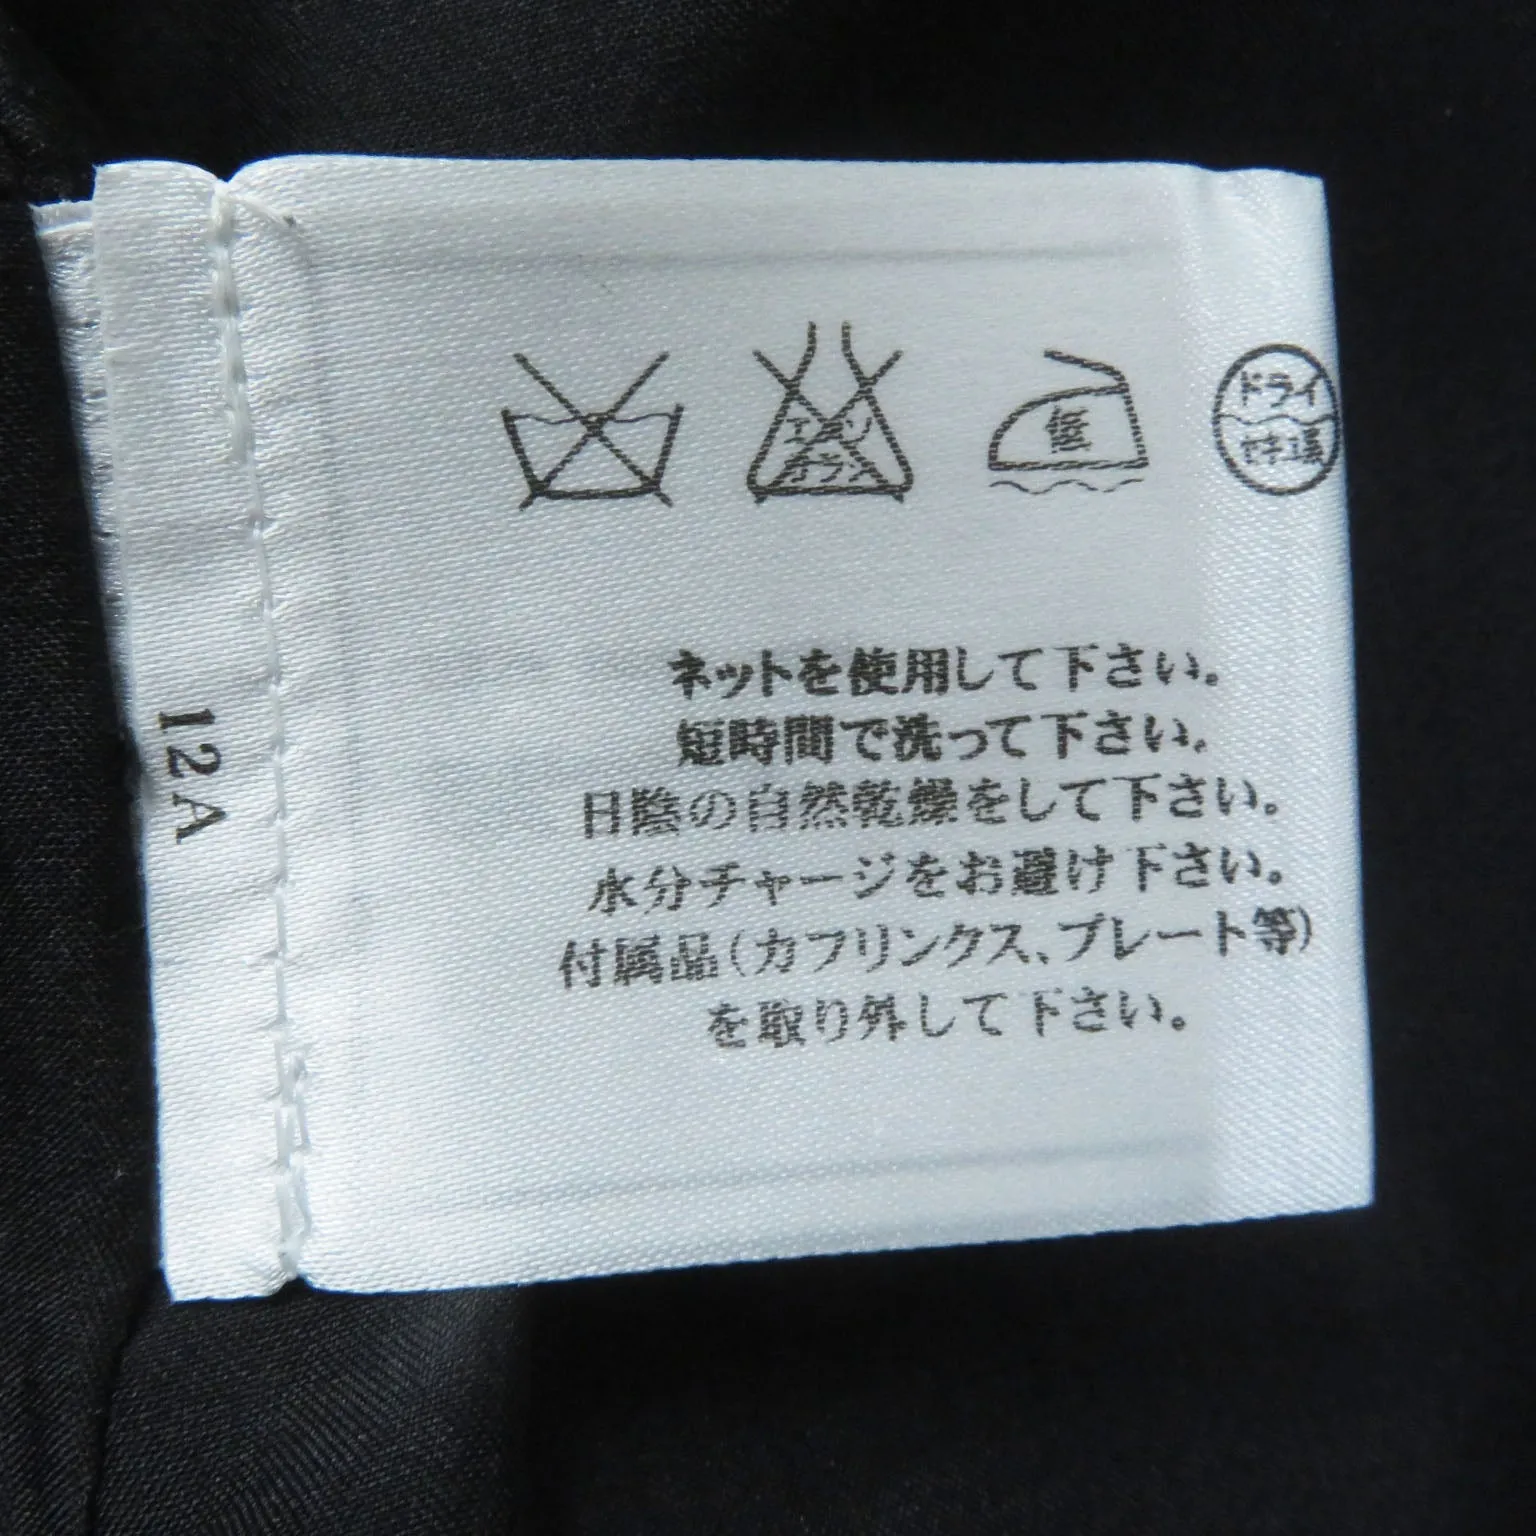 エンソ
サラシ
低
ドライ
セキユ系
ネットを使用して下さい。
短時間で洗って下さい。
日陰の自然乾燥をして下さい。
水分チャージをお避け下さい。
付属品(カフリンクス、プレート等)
を取り外して下さい。
12A